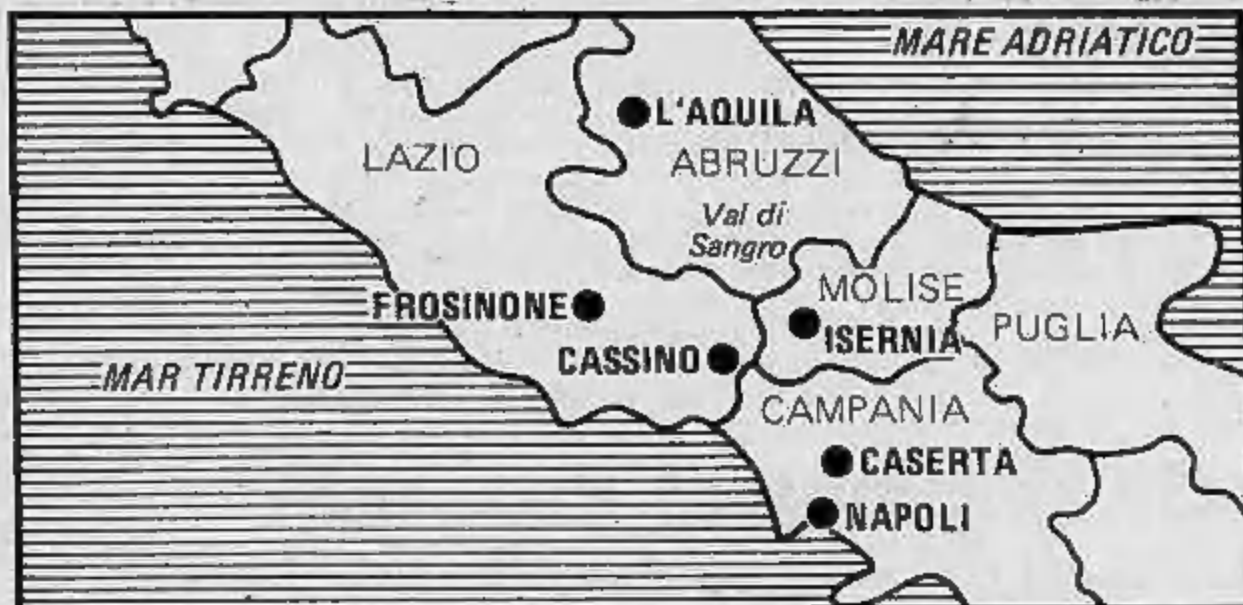 MARE ADRIATICO
L'AQUILA
LAZIO
ABRUZZI
Val di
Sangro
MOLISE
FROSINONE
ISERNIA
PUGLIA
CASSINO
MAR TIRRENO
CAMPANIA
CASERTA
NAPOLI